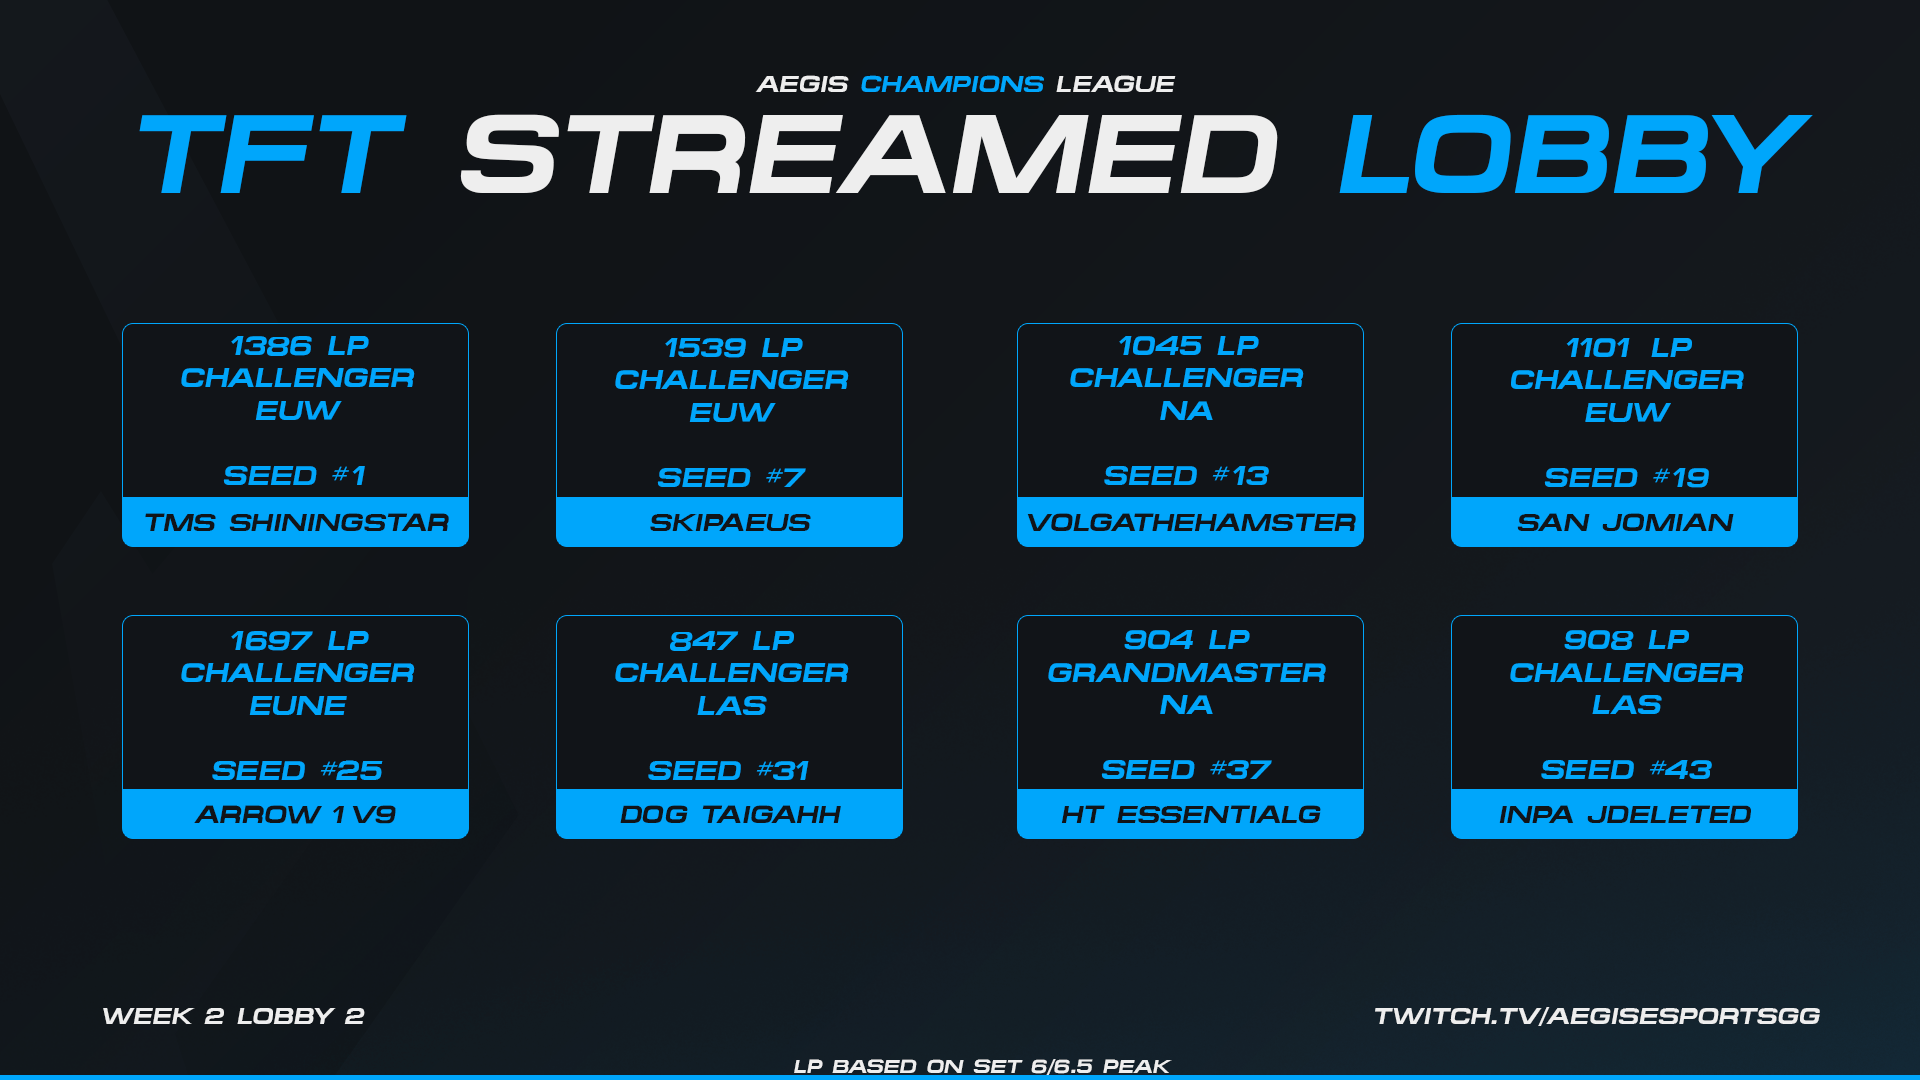 AEGIS CHAMPIONS LEAGUE
TFT STREAMED LOBBY
1386 LP
CHALLENGER
EUW
SEED #1
TMS SHININGSTAR
1539 LP
CHALLENGER
EUW
SEED #7
SKIPAEUS
1045 LP
CHALLENGER
NA
SEED #13
VOLGATHEHAMSTER
1101 LP
CHALLENGER
EUW
SEED #19
SAN JOMIAN
1697 LP
CHALLENGER
EUNE
SEED #25
ARROW 1 V9
847 LP
CHALLENGER
LAS
SEED #31
DOG TAIGAHH
904 LP
GRANDMASTER
NA
SEED #37
HT ESSENTIALG
908 LP
CHALLENGER
LAS
SEED #43
INPA JDELETED
WEEK 2 LOBBY 2
TWITCH.TV/AEGISESPORTSGG
LP BASED ON SET 6/6.5 PEAK